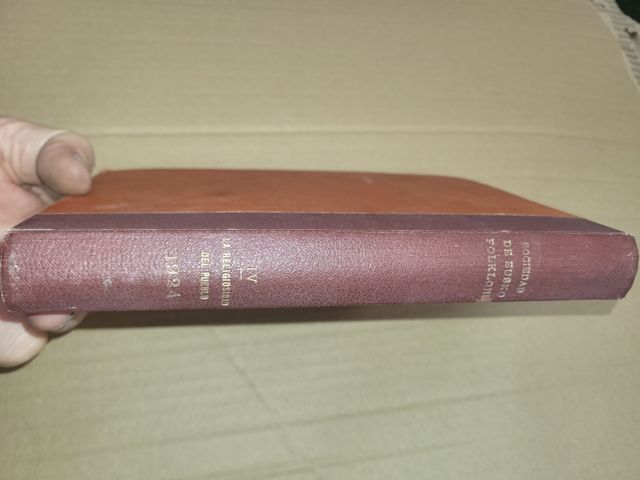 SOCIEDAD
DE EUSKO
FOLKLORE
IV
LA RELIGIOSIDAD
DEL PUEBLO
1924